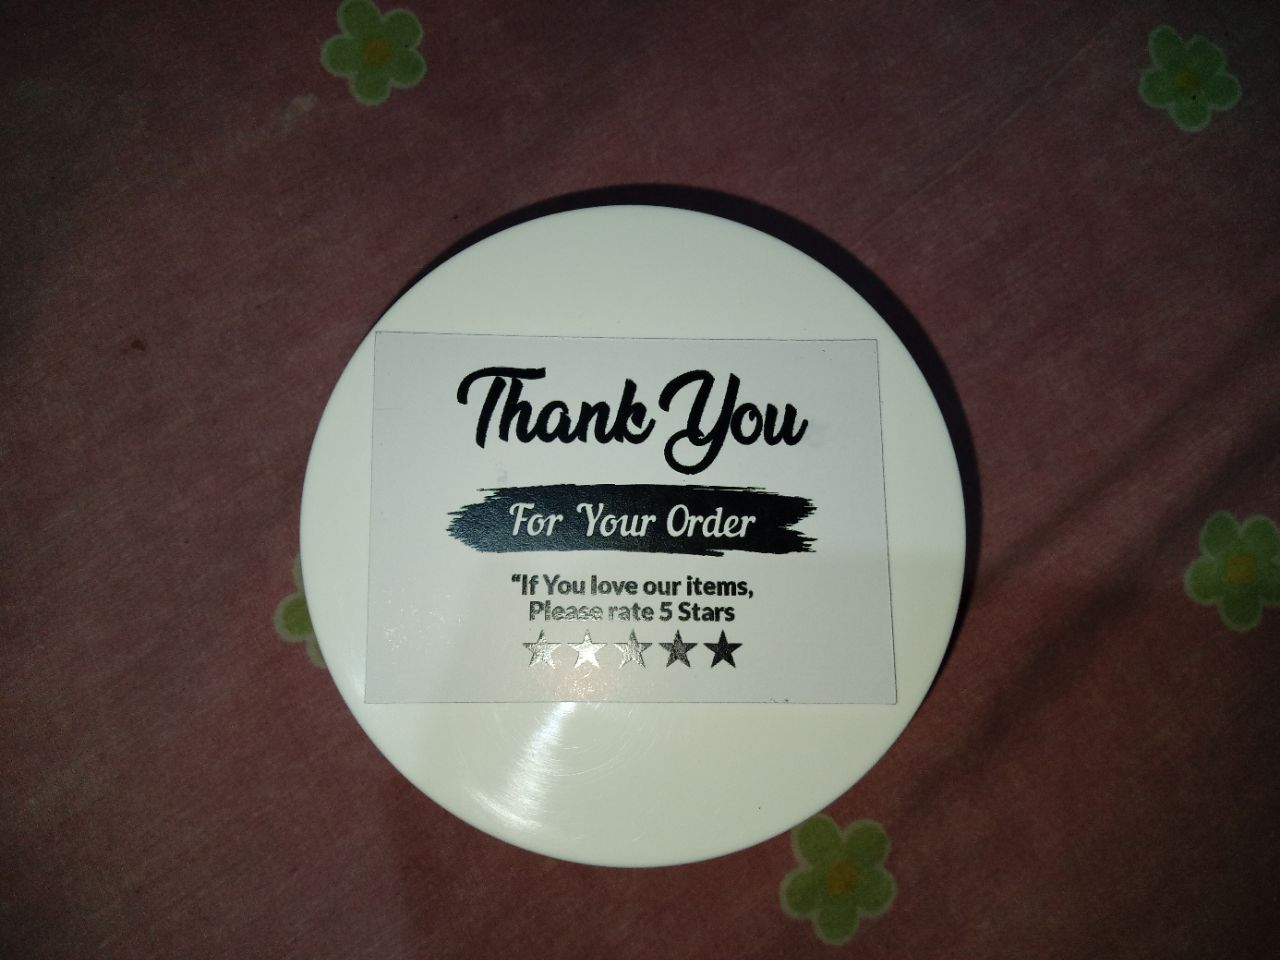 Thank You
For Your Order
“If You love our items,
Please rate 5 Stars